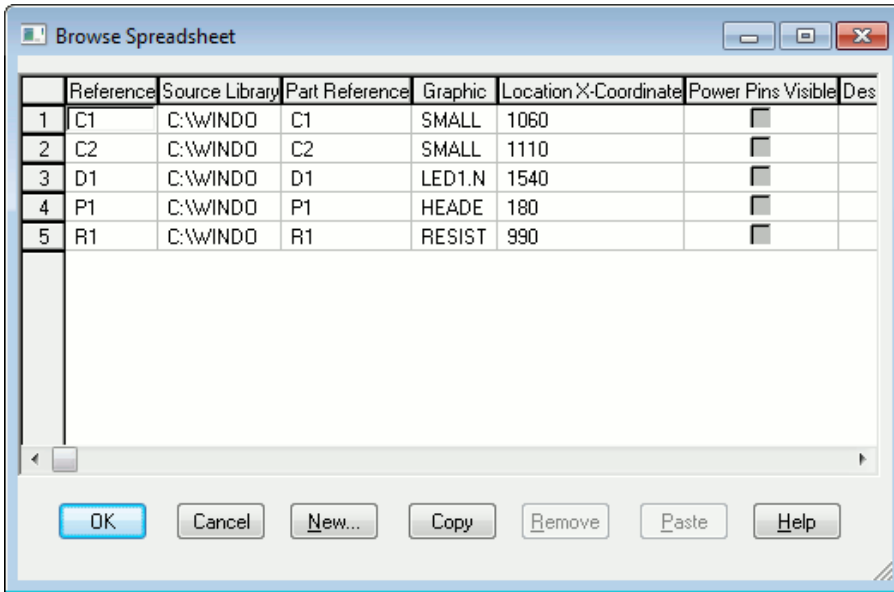 Browse Spreadsheet
Reference Source Library Part Reference Graphic Location X-Coordinate Power Pins Visible Des
1 C1 C:\WINDO C1 SMALL 1060
2 C2 C:\WINDO C2 SMALL 1110
3 D1 C:\WINDO D1 LED1.N 1540
4 P1 C:\WINDO P1 HEADE 180
5 R1 C:\WINDO R1 RESIST 990
OK Cancel New... Copy Remove Paste Help